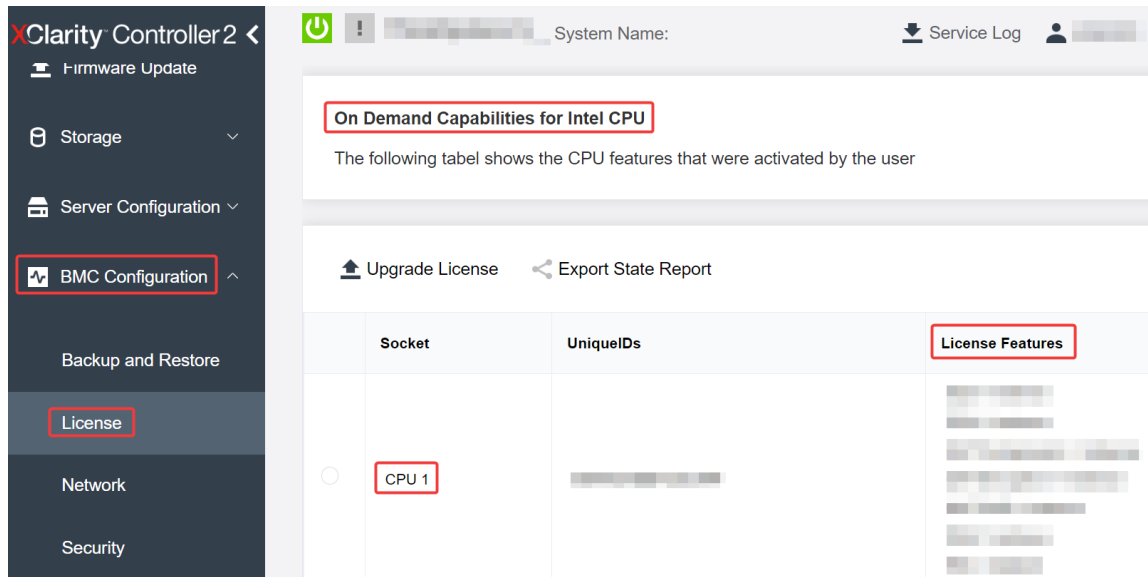 XClarity Controller 2
Firmware Update
Storage
Server Configuration
BMC Configuration
Backup and Restore
License
Network
Security
System Name:
Service Log
On Demand Capabilities for Intel CPU
The following tabel shows the CPU features that were activated by the user
Upgrade License
Export State Report
Socket
UniqueIDs
License Features
CPU 1